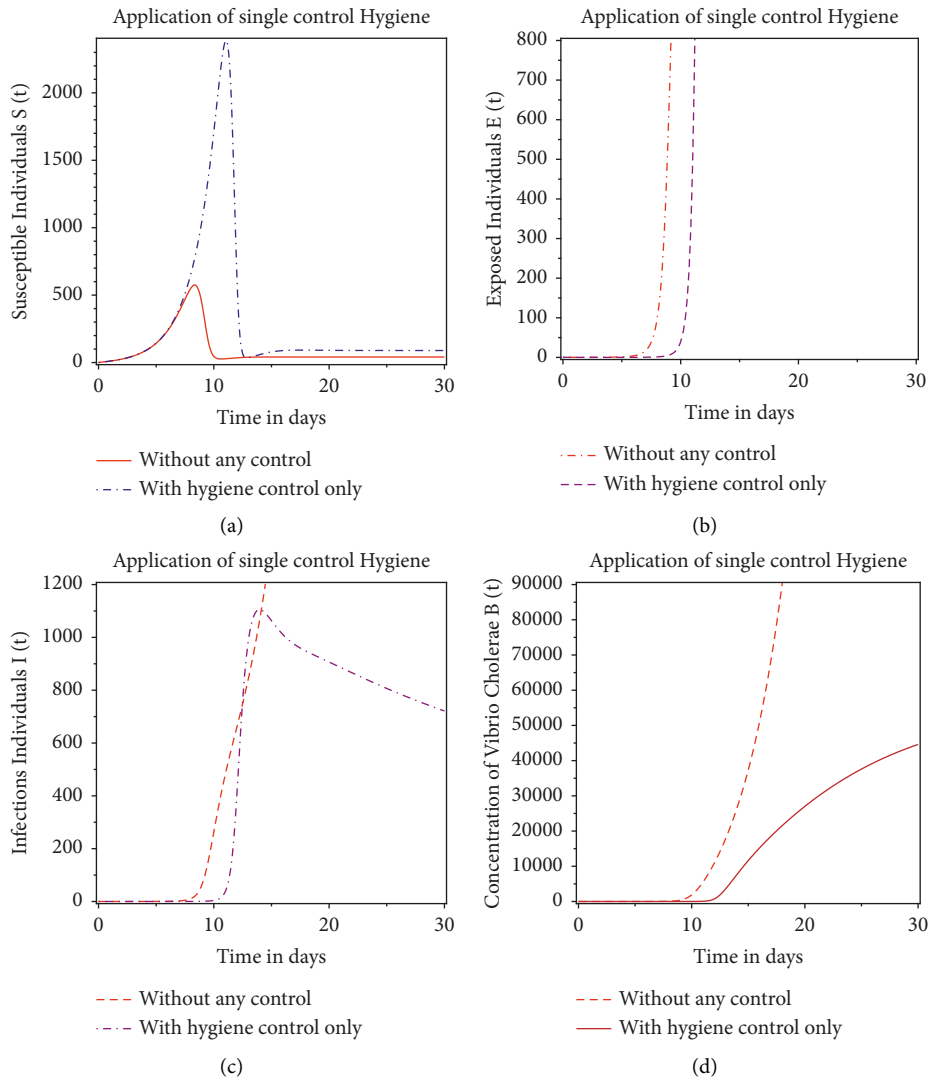 Application of single control Hygiene
2000
1500
1000
500
0
Susceptible Individuals S (t)
0
10
20
30
Time in days
Without any control
With hygiene control only
(a)
Application of single control Hygiene
800
700
600
500
400
300
200
100
0
Exposed Individuals E (t)
0
10
20
30
Time in days
Without any control
With hygiene control only
(b)
Application of single control Hygiene
1200
1000
800
600
400
200
0
Infections Individuals I (t)
0
10
20
30
Time in days
Without any control
With hygiene control only
(c)
Application of single control Hygiene
90000
80000
70000
60000
50000
40000
30000
20000
10000
0
Concentration of Vibrio Cholerae B (t)
0
10
20
30
Time in days
Without any control
With hygiene control only
(d)